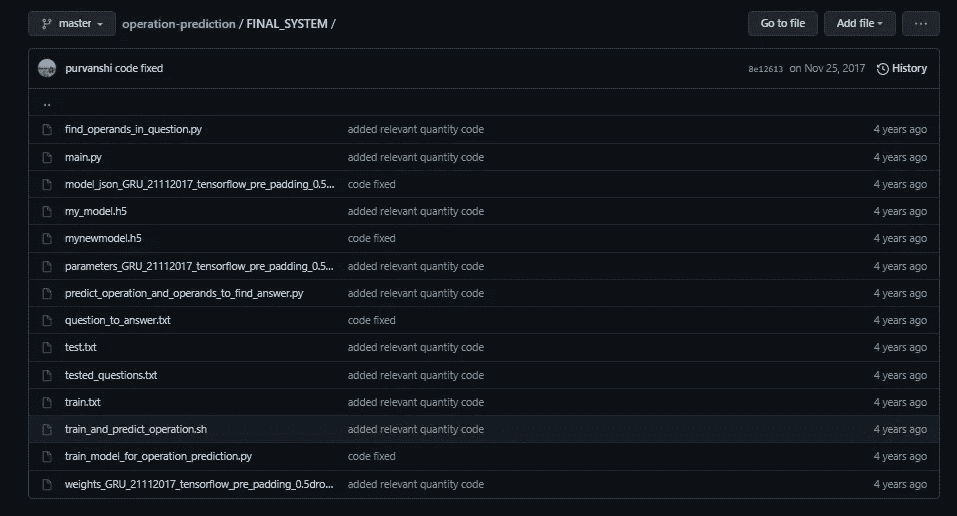 master operation-prediction / FINAL_SYSTEM / Go to file Add file ...
purvanshi code fixed 8e12613 on Nov 25, 2017 History
..
find_operands_in_question.py added relevant quantity code 4 years ago
main.py added relevant quantity code 4 years ago
model_json_GRU_21112017_tensorflow_pre_padding_0.5... code fixed 4 years ago
my_model.h5 added relevant quantity code 4 years ago
mynewmodel.h5 code fixed 4 years ago
parameters_GRU_21112017_tensorflow_pre_padding_0.5... added relevant quantity code 4 years ago
predict_operation_and_operands_to_find_answer.py added relevant quantity code 4 years ago
question_to_answer.txt code fixed 4 years ago
test.txt added relevant quantity code 4 years ago
tested_questions.txt added relevant quantity code 4 years ago
train.txt added relevant quantity code 4 years ago
train_and_predict_operation.sh added relevant quantity code 4 years ago
train_model_for_operation_prediction.py code fixed 4 years ago
weights_GRU_21112017_tensorflow_pre_padding_0.5dro... added relevant quantity code 4 years ago